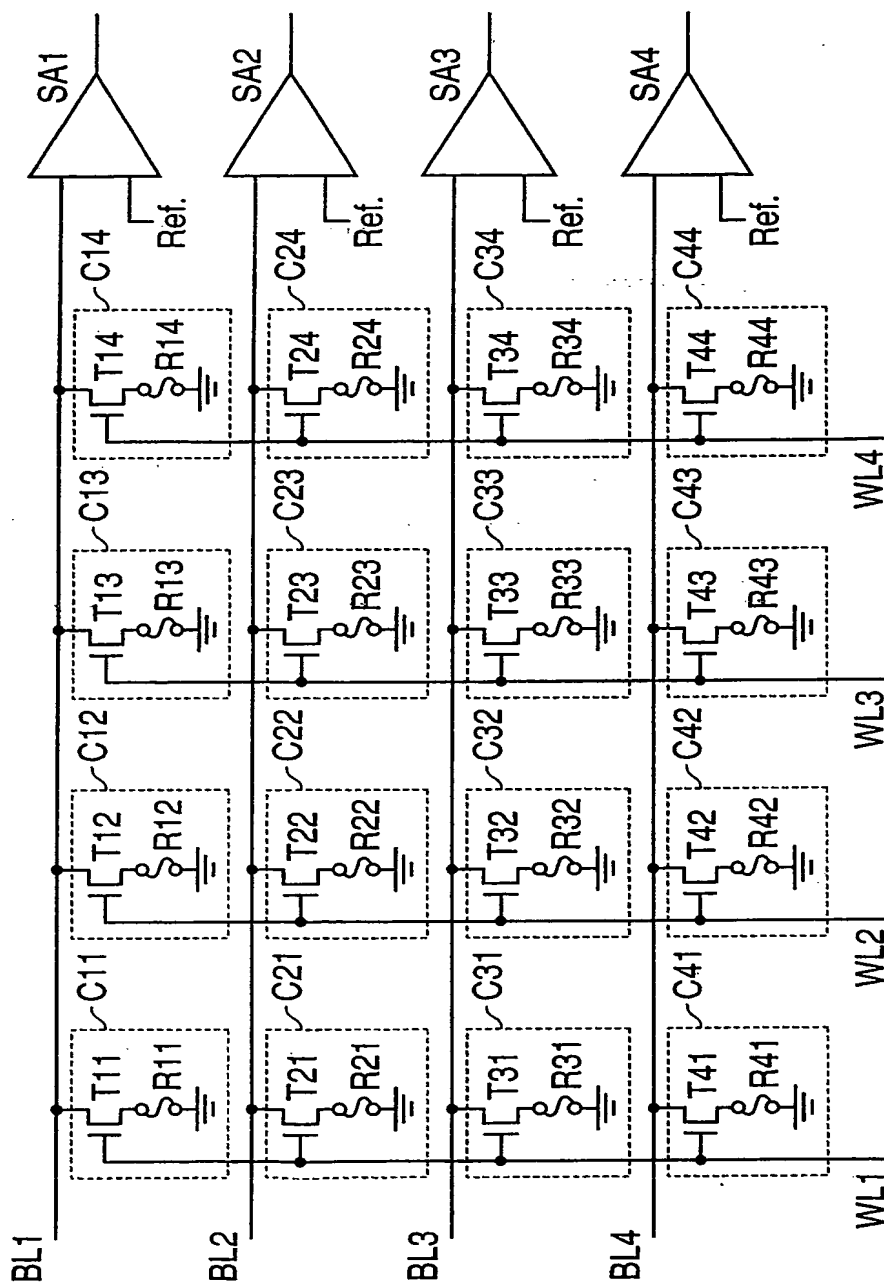 SA1
SA2
SA3
SA4
Ref.
Ref.
Ref.
Ref.
BL1
C11
T11
R11
C12
T12
R12
C13
T13
R13
C14
T14
R14
BL2
C21
T21
R21
C22
T22
R22
C23
T23
R23
C24
T24
R24
BL3
C31
T31
R31
C32
T32
R32
C33
T33
R33
C34
T34
R34
BL4
C41
T41
R41
C42
T42
R42
C43
T43
R43
C44
T44
R44
WL1
WL2
WL3
WL4